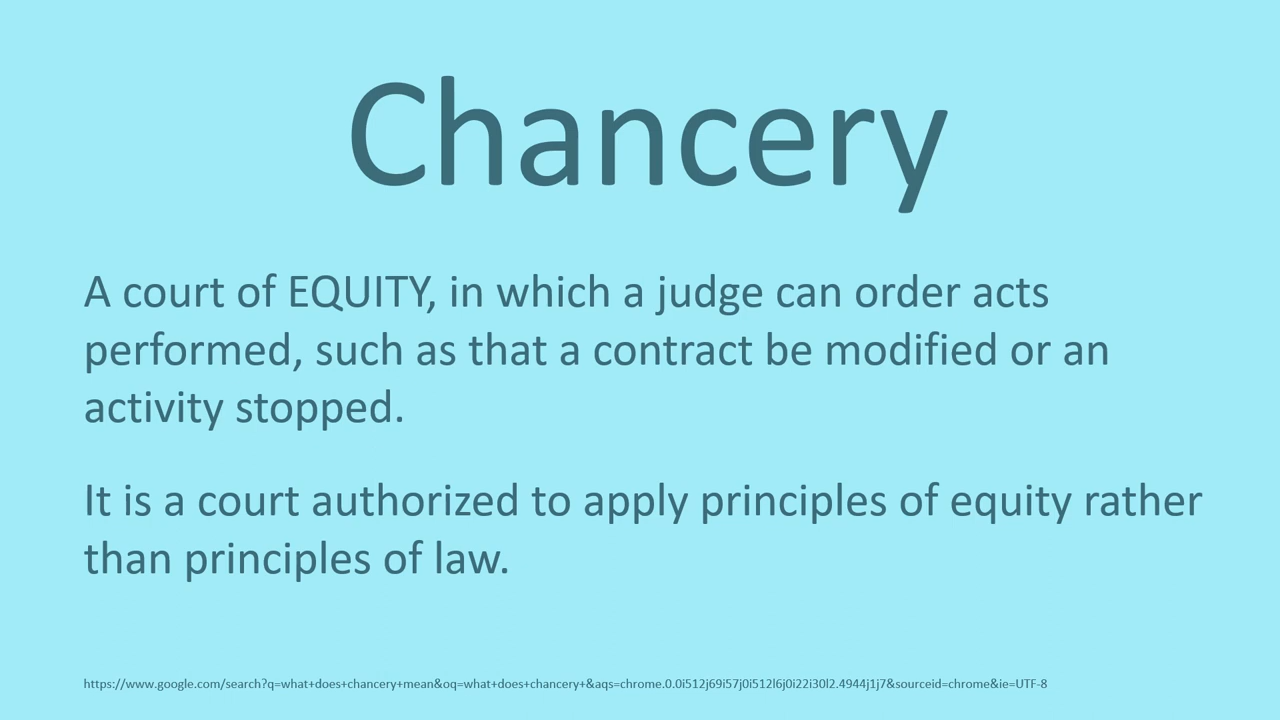 Chancery
A court of EQUITY, in which a judge can order acts
performed, such as that a contract be modified or an
activity stopped.
It is a court authorized to apply principles of equity rather
than principles of law.
https://www.google.com/search?q=what+does+chancery+mean&oq=what+does+chancery+&aqs=chrome.0.0i512j69i57j0i512l6j0i22i30l2.4944j1j7&sourceid=chrome&ie=UTF-8